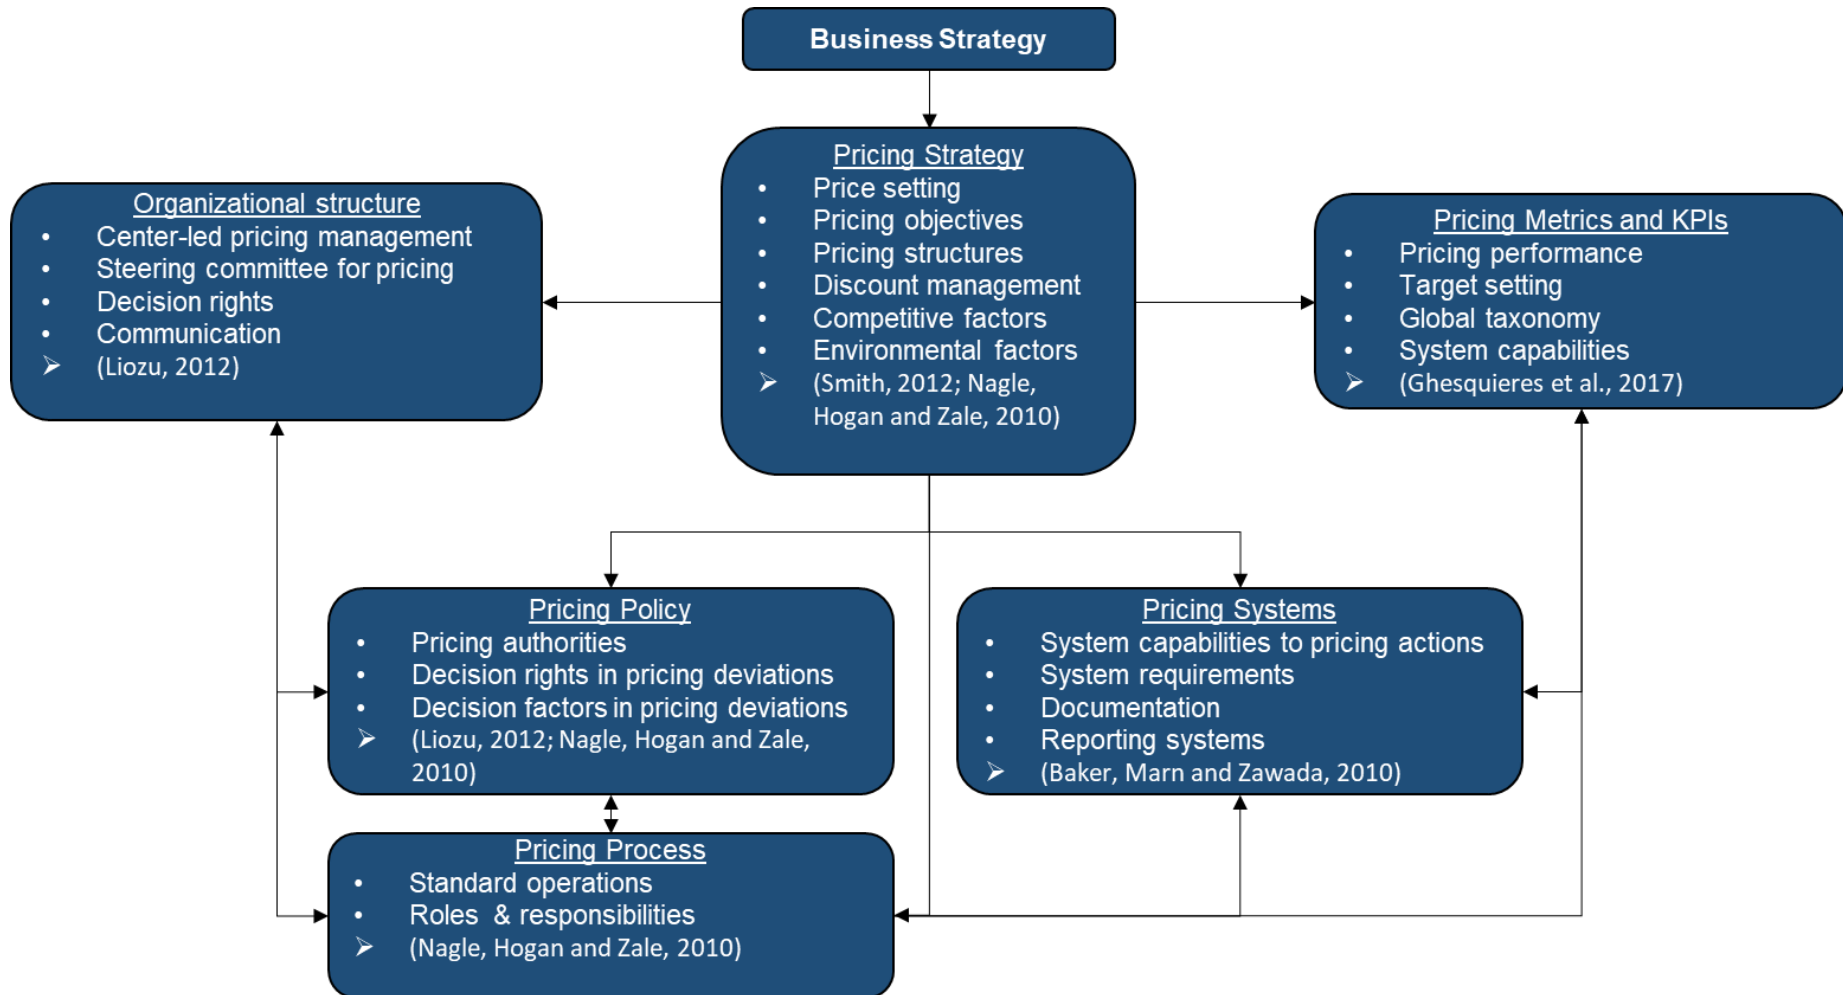 Business Strategy
Pricing Strategy
• Price setting
• Pricing objectives
• Pricing structures
• Discount management
• Competitive factors
• Environmental factors
➢ (Smith, 2012; Nagle,
Hogan and Zale, 2010)
Organizational structure
• Center-led pricing management
• Steering committee for pricing
• Decision rights
• Communication
➢ (Liozu, 2012)
Pricing Metrics and KPIs
• Pricing performance
• Target setting
• Global taxonomy
• System capabilities
➢ (Ghesquieres et al., 2017)
Pricing Policy
• Pricing authorities
• Decision rights in pricing deviations
• Decision factors in pricing deviations
➢ (Liozu, 2012; Nagle, Hogan and Zale,
2010)
Pricing Systems
• System capabilities to pricing actions
• System requirements
• Documentation
• Reporting systems
➢ (Baker, Marn and Zawada, 2010)
Pricing Process
• Standard operations
• Roles & responsibilities
➢ (Nagle, Hogan and Zale, 2010)